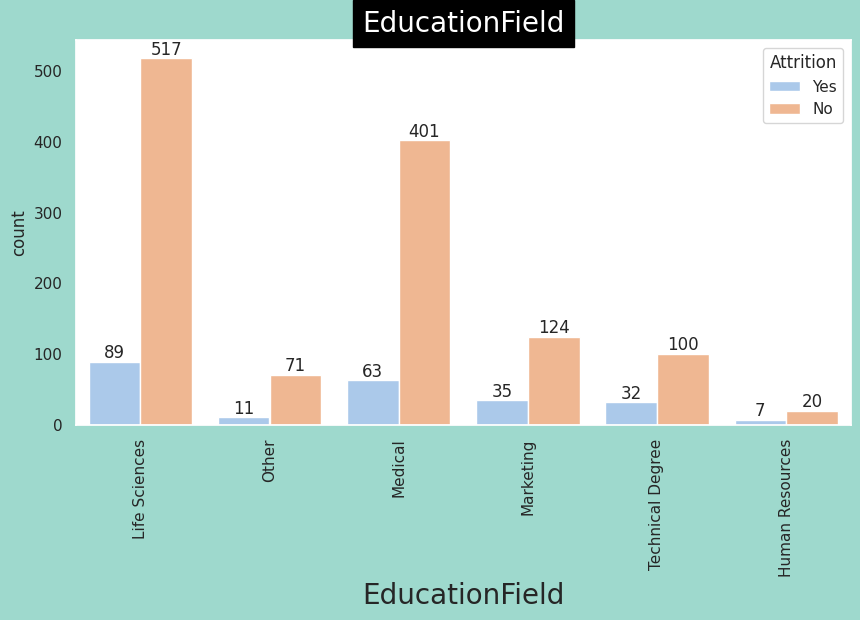 EducationField
517
500
Attrition
Yes
No
401
400
300
count
200
124
100
100
89
71
63
35
32
11
7
20
0
Life Sciences
Other
Medical
Marketing
Technical Degree
Human Resources
EducationField